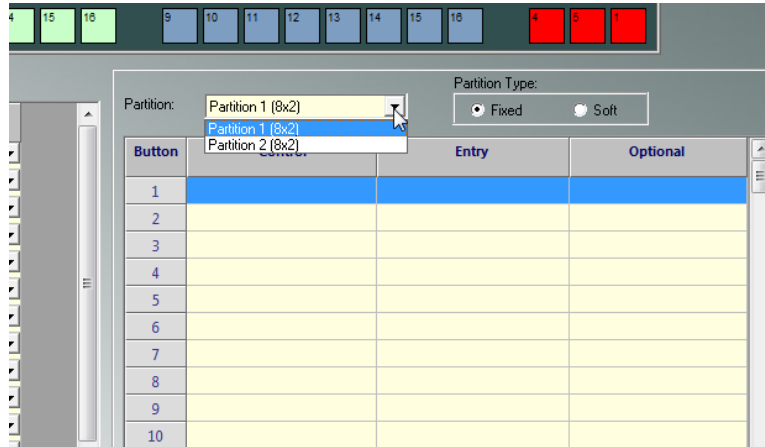 4 15 16 9 10 11 12 13 14 15 16 4 5 1
Partition Type:
Partition: Partition 1 (8x2) Fixed Soft
Partition 1 (8x2)
Partition 2 (8x2)
Button Entry Optional
1
2
3
4
5
6
7
8
9
10